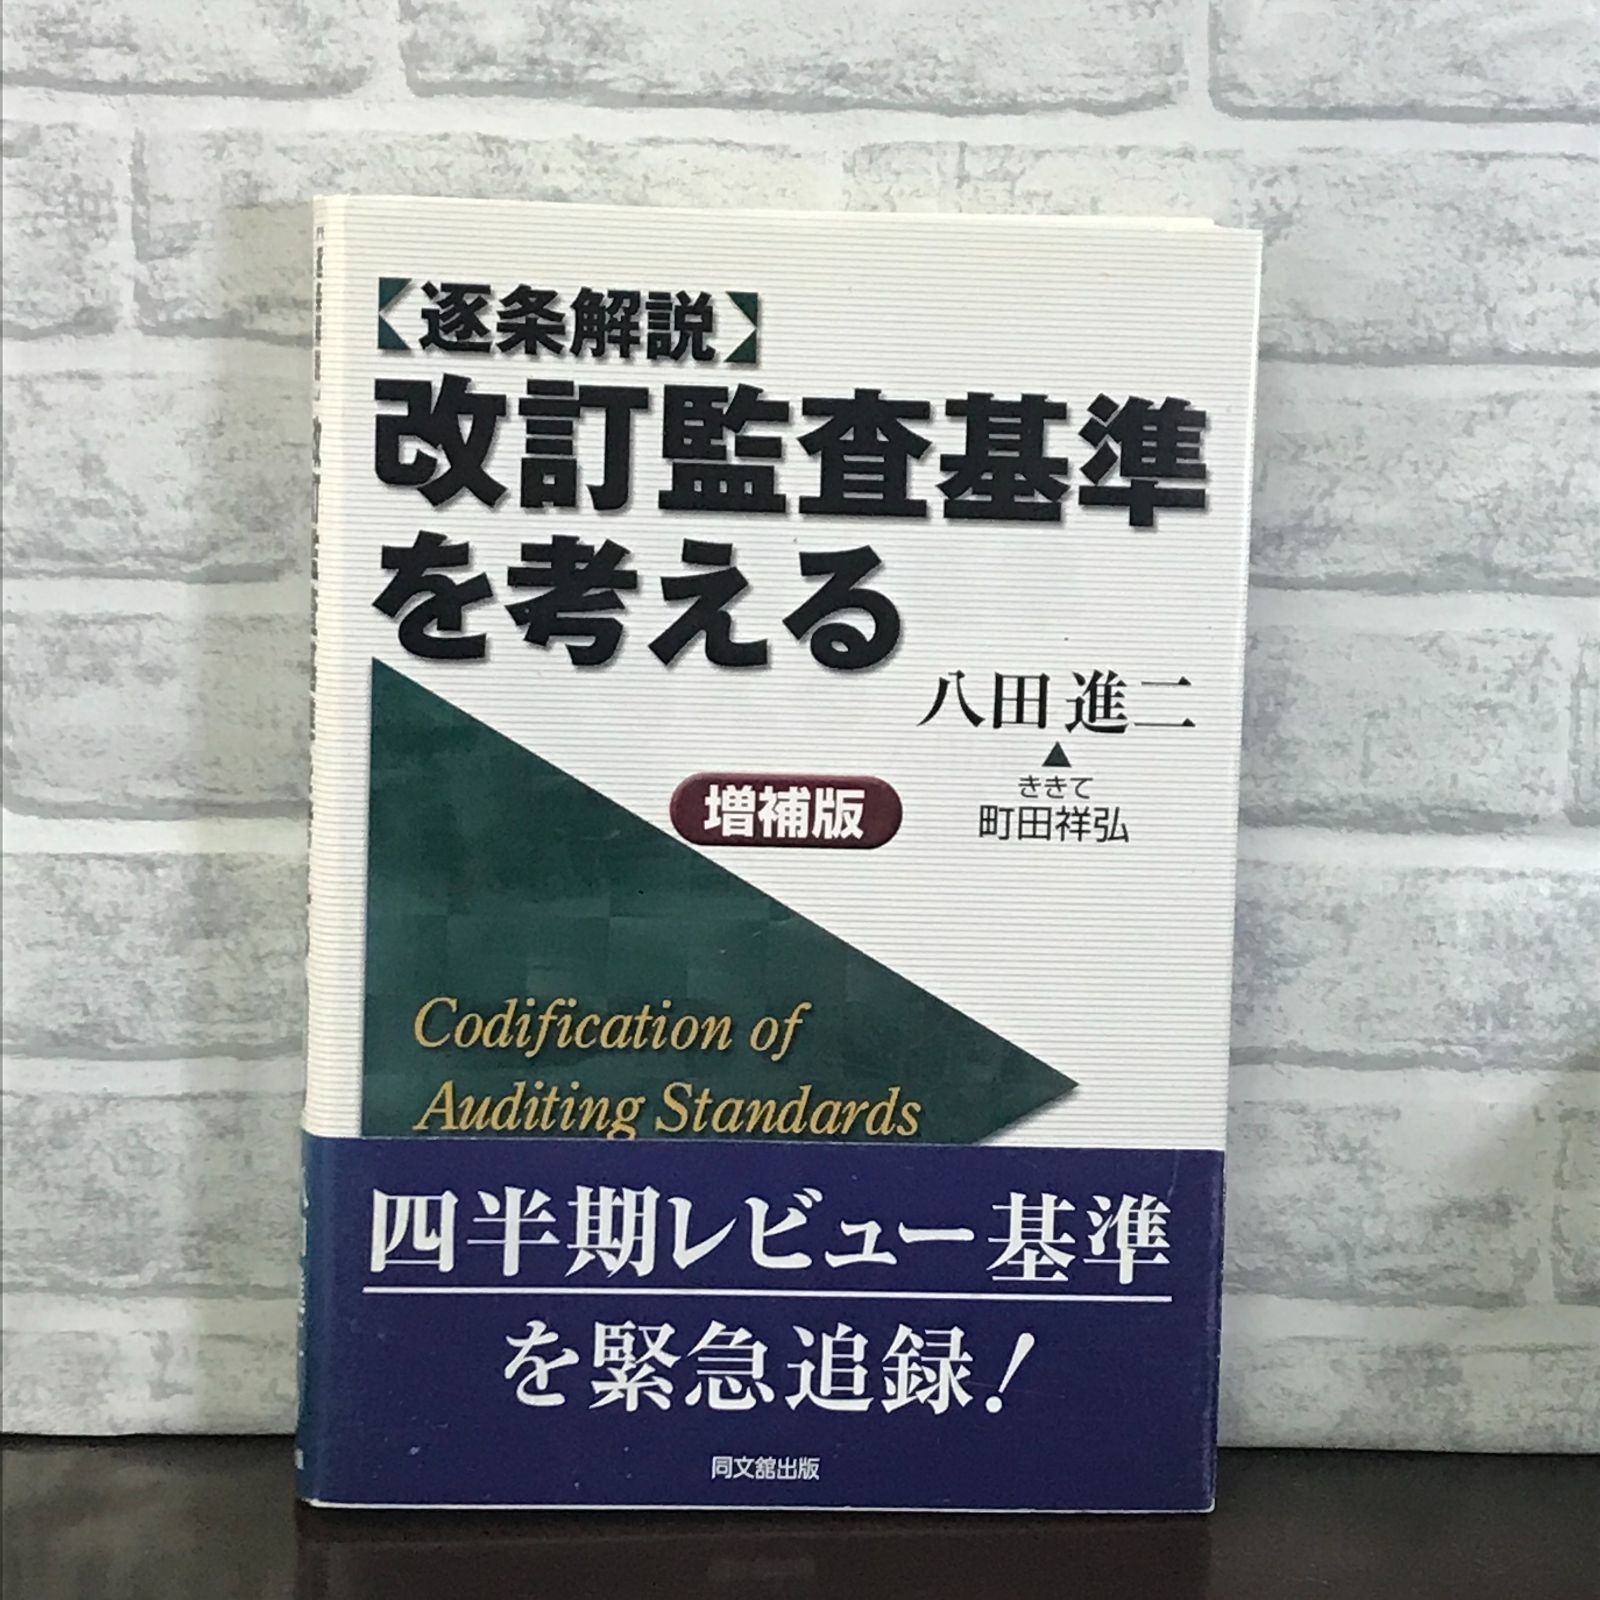 【逐条解説】
改訂監査基準
を考える
八田進二
▲
ききて
町田祥弘
増補版
Codification of
Auditing Standards
四半期レビュー基準
を緊急追録!
同文舘出版